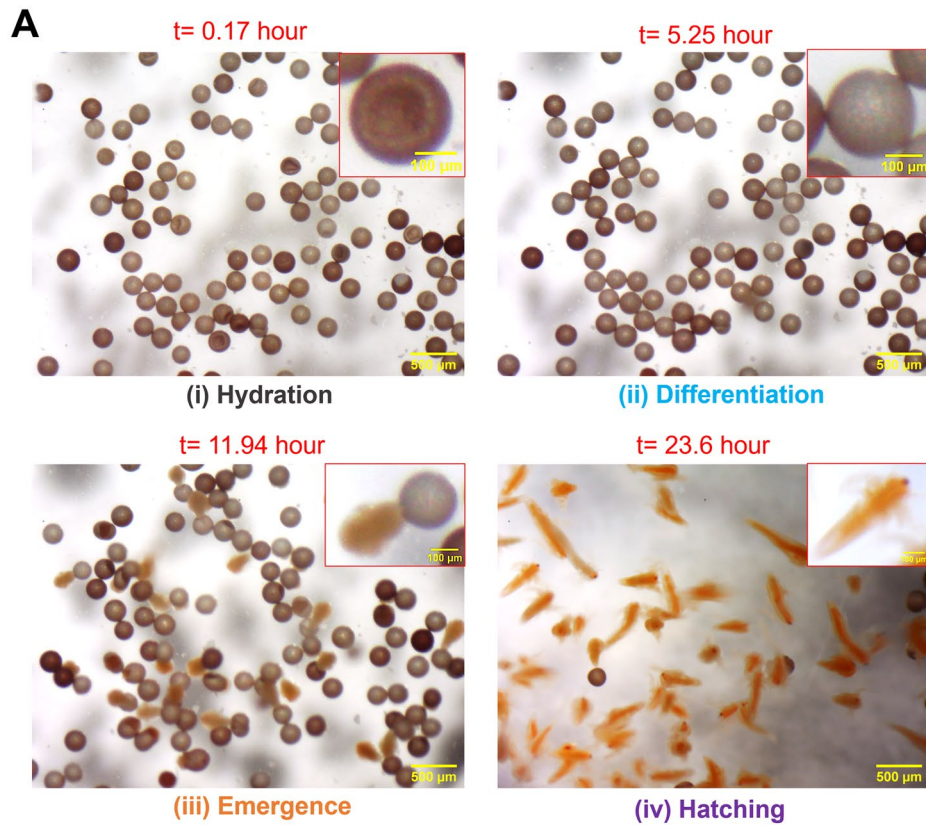 A
t= 0.17 hour
100 µm
500 µm
(i) Hydration
t= 5.25 hour
100 µm
500 µm
(ii) Differentiation
t= 11.94 hour
100 µm
500 µm
(iii) Emergence
t= 23.6 hour
500 µm
(iv) Hatching